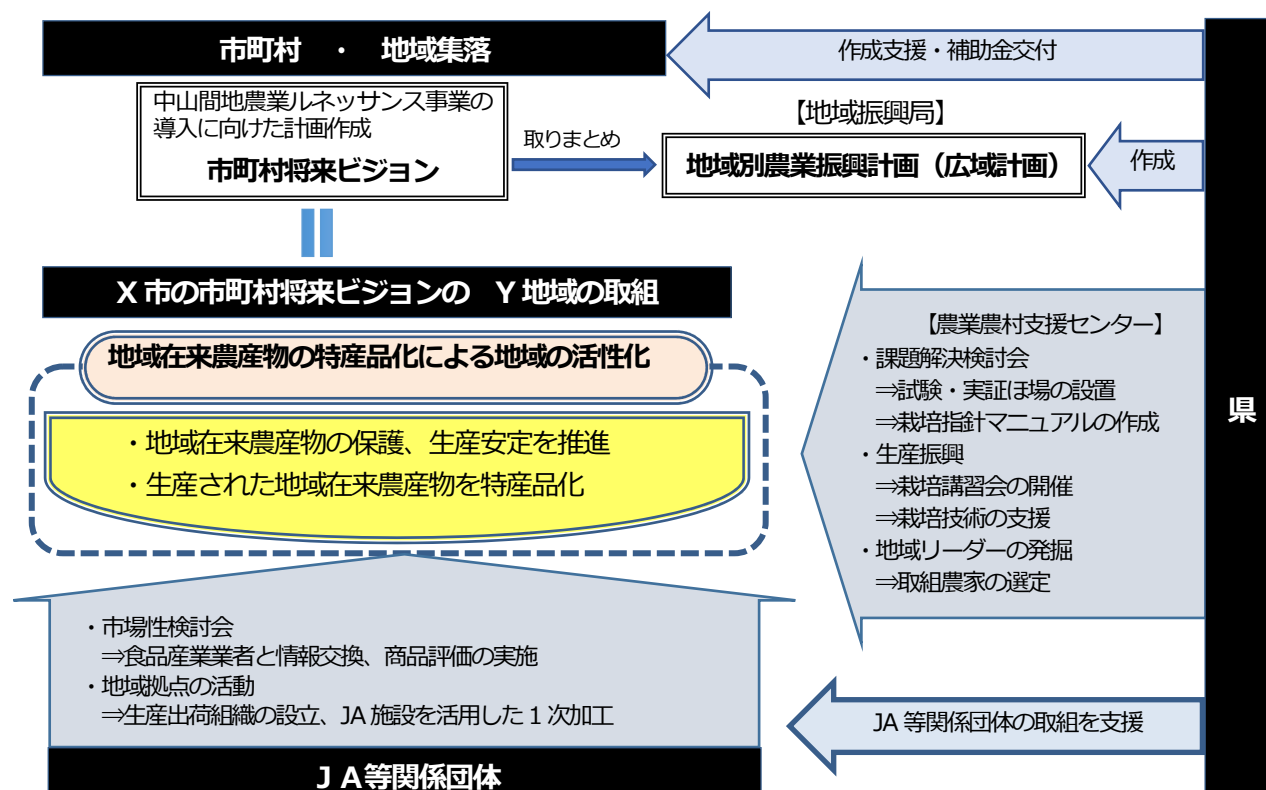 市町村　・　地域集落
作成支援・補助金交付
中山間地農業ルネッサンス事業の
導入に向けた計画作成
市町村将来ビジョン
取りまとめ
【地域振興局】
地域別農業振興計画（広域計画）
作成
県
X 市の市町村将来ビジョンの　Y 地域の取組
地域在来農産物の特産品化による地域の活性化
・地域在来農産物の保護、生産安定を推進
・生産された地域在来農産物を特産品化
【農業農村支援センター】
・課題解決検討会
⇒試験・実証ほ場の設置
⇒栽培指針マニュアルの作成
・生産振興
⇒栽培講習会の開催
⇒栽培技術の支援
・地域リーダーの発掘
⇒取組農家の選定
・市場性検討会
⇒食品産業業者と情報交換、商品評価の実施
・地域拠点の活動
⇒生産出荷組織の設立、JA 施設を活用した 1 次加工
JA 等関係団体の取組を支援
ＪＡ等関係団体